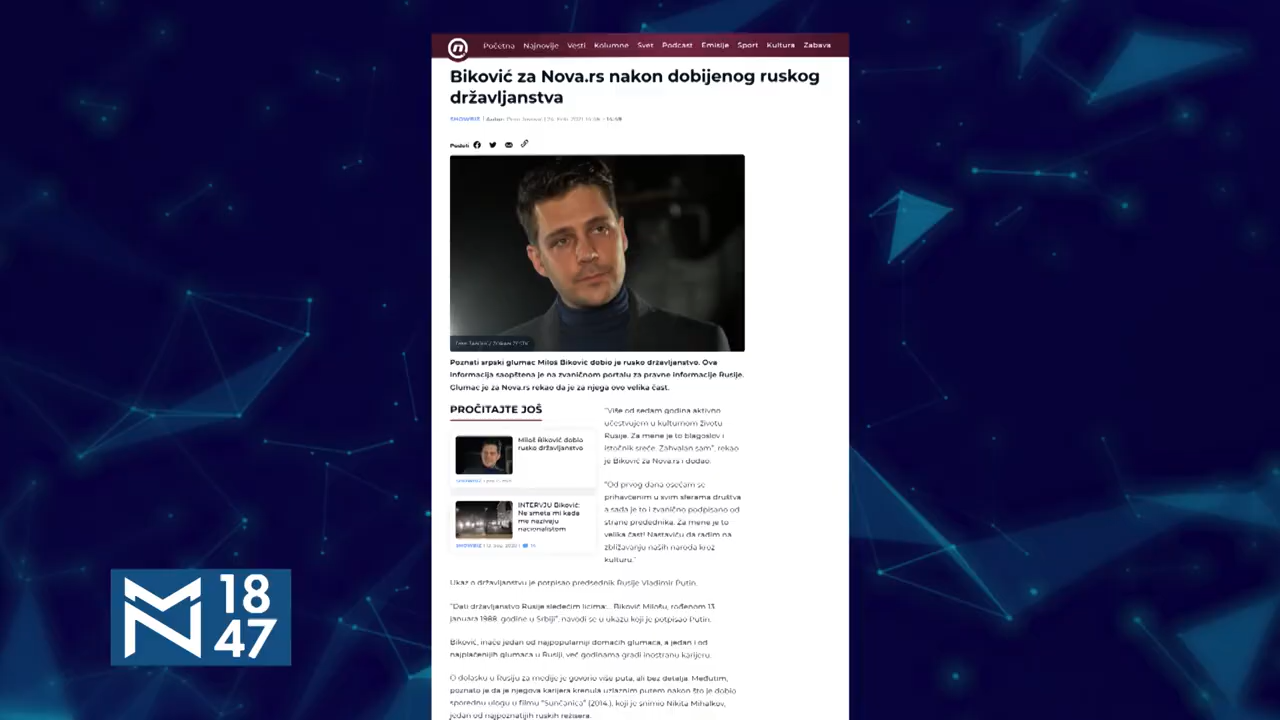 Početna Najnovije Vesti Kolumne Svet Podcast Emisije Sport Kultura Zabava
Biković za Nova.rs nakon dobijenog ruskog
državljanstva
SHOWBIZ
Podeli
Poznati srpski glumac Miloš Biković dobio je rusko državljanstvo. Ova
informacija saopštena je na zvaničnom portalu za pravne informacije Rusije.
Glumac je za Nova.rs rekao da je za njega ovo velika čast.
PROČITAJTE JOŠ
Miloš Biković dobio
rusko državljanstvo
SHOWBIZ
INTERVJU Biković:
Ne smeta mi kada
me nazivaju
nacionalistom
SHOWBIZ
"Više od sedam godina aktivno
učestvujem u kulturnom životu
Rusije. Za mene je to blagoslov i
istočnik sreće. Zahvalan sam", rekao
je Biković za Nova.rs i dodao.
"Od prvog dana osećam se
prihvaćenim u svim sferama društva
a sada je to i zvanično potpisano od
strane predsednika. Za mene je to
velika čast! Nastaviću da radim na
zbližavanju naših naroda kroz
kulturu."
Ukaz o državljanstvu je potpisao predsednik Rusije Vladimir Putin.
"Dati državljanstvo Rusije sledećim licima:... Biković Milošu, rođenom 13.
januara 1988. godine u Srbiji", navodi se u ukazu koji je potpisao Putin.
Biković, inače jedan od najpopularniji domaćih glumaca, a jedan i od
najplaćenijih glumaca u Rusiji, već godinama gradi inostranu karijeru.
O dolasku u Rusiju za medije je govorio više puta, ali bez detalja. Međutim,
poznato je da je njegova karijera krenula uzlaznim putem nakon što je dobio
sporednu ulogu u filmu "Sunčanica" (2014.), koji je snimio Nikita Mihalkov,
jedan od najpoznatijih ruskih režisera.
18
47